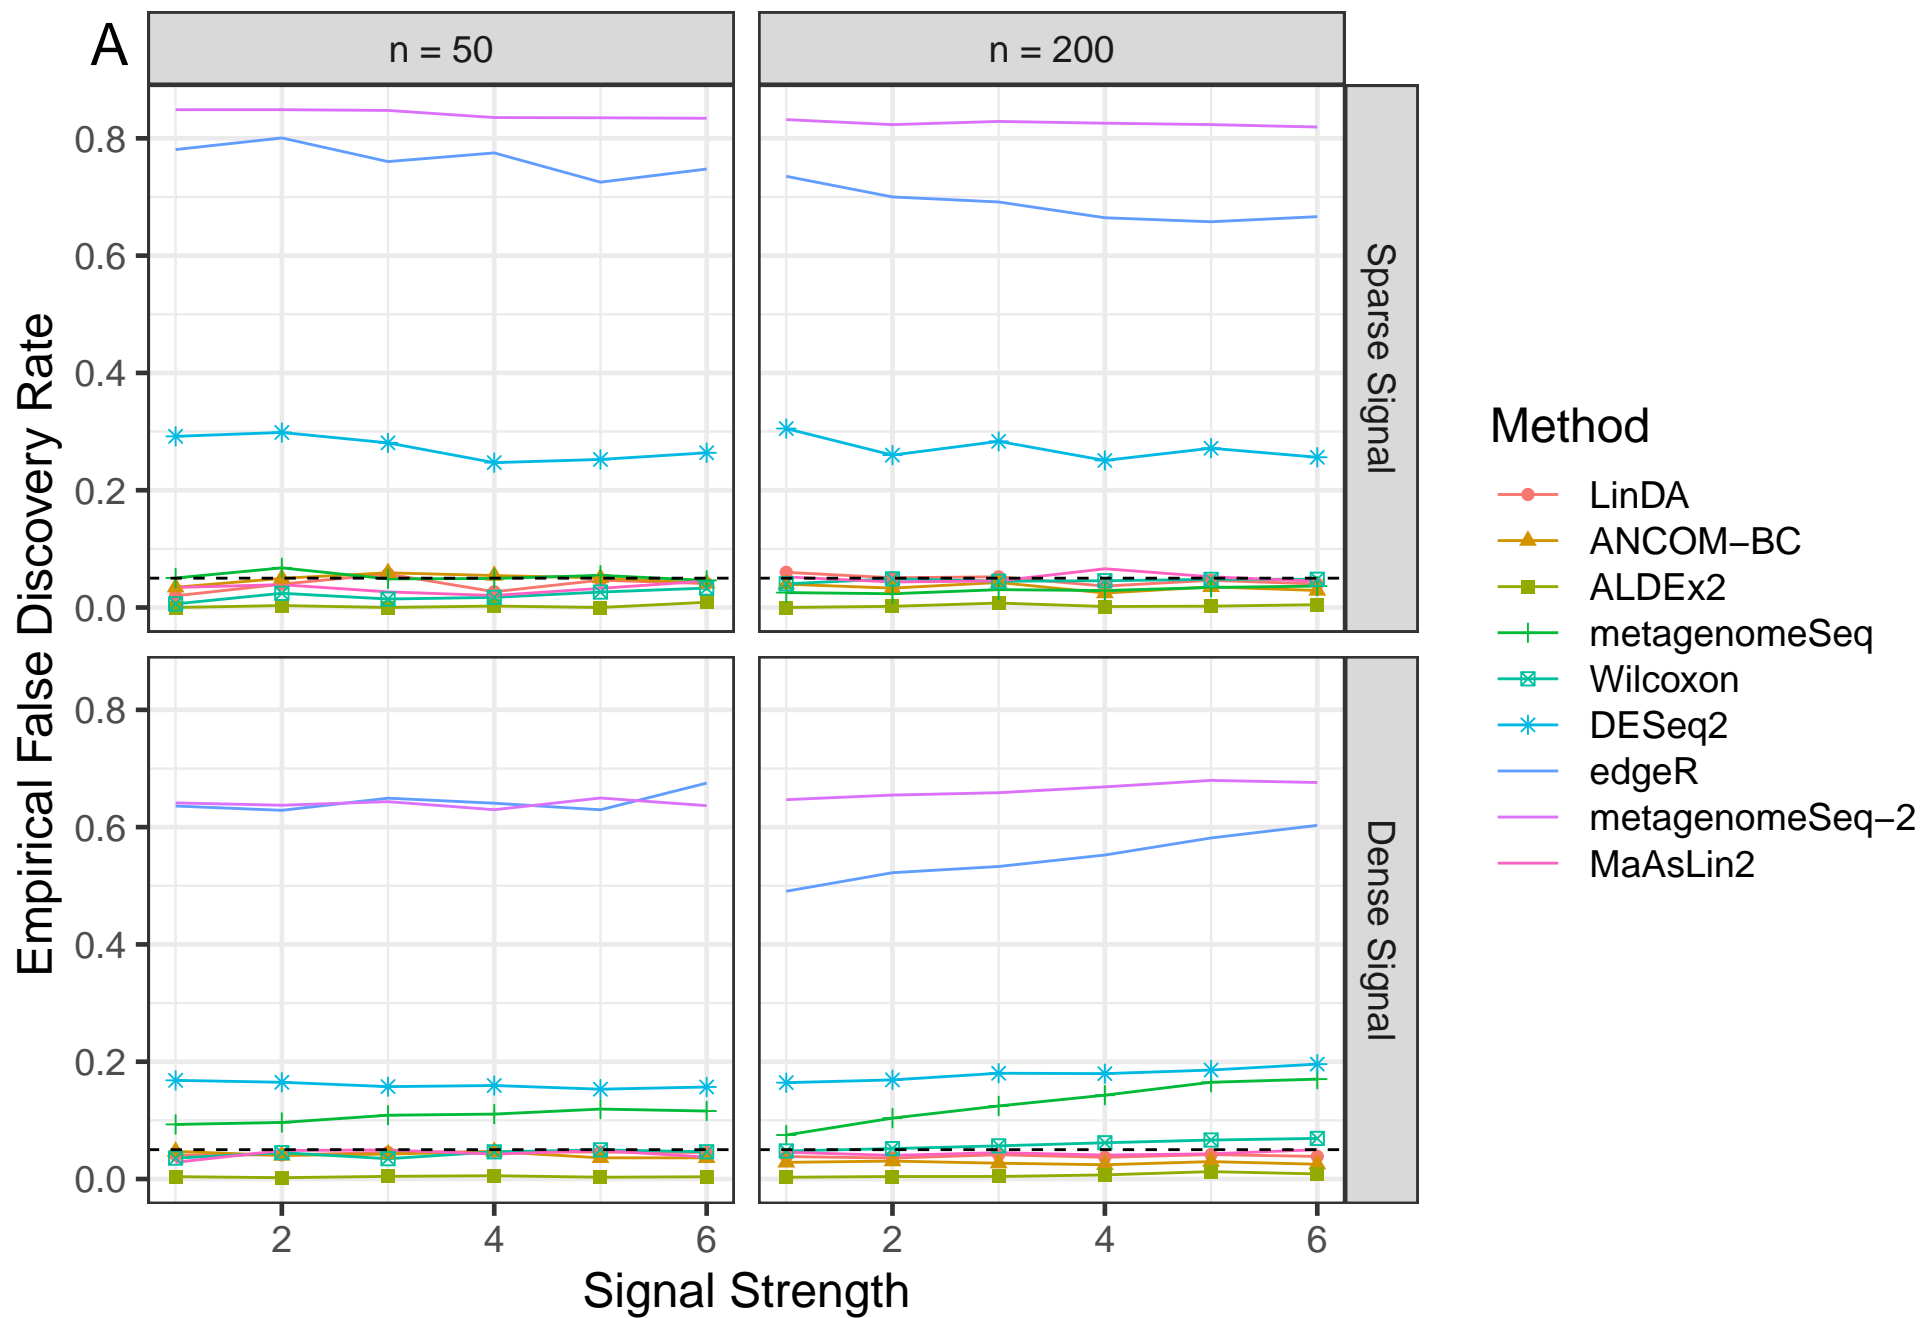 A
n = 50
n = 200
Empirical False Discovery Rate
0.8
0.6
0.4
0.2
0.0
Sparse Signal
0.8
0.6
0.4
0.2
0.0
Dense Signal
2
4
6
2
4
6
Signal Strength
Method
LinDA
ANCOM−BC
ALDEx2
metagenomeSeq
Wilcoxon
DESeq2
edgeR
metagenomeSeq−2
MaAsLin2